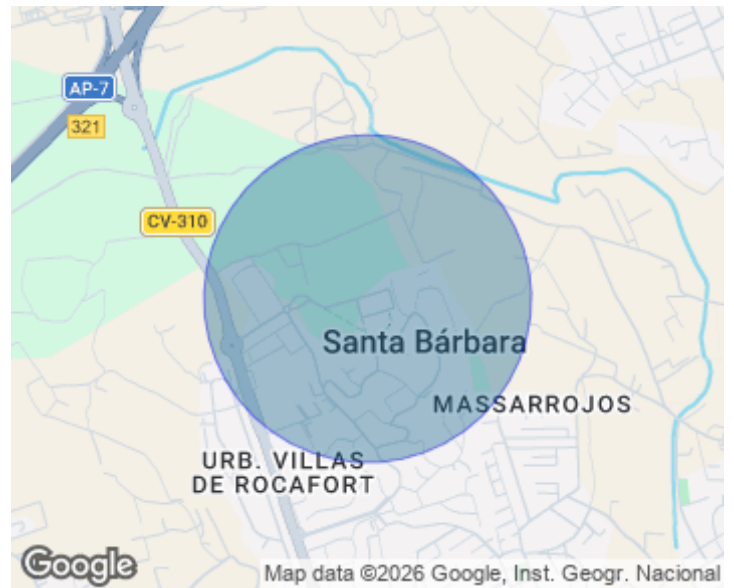 AP-7
321
CV-310
Santa Bárbara
MASSARROJOS
URB. VILLAS
DE ROCAFORT
Google
Map data ©2026 Google, Inst. Geogr. Nacional